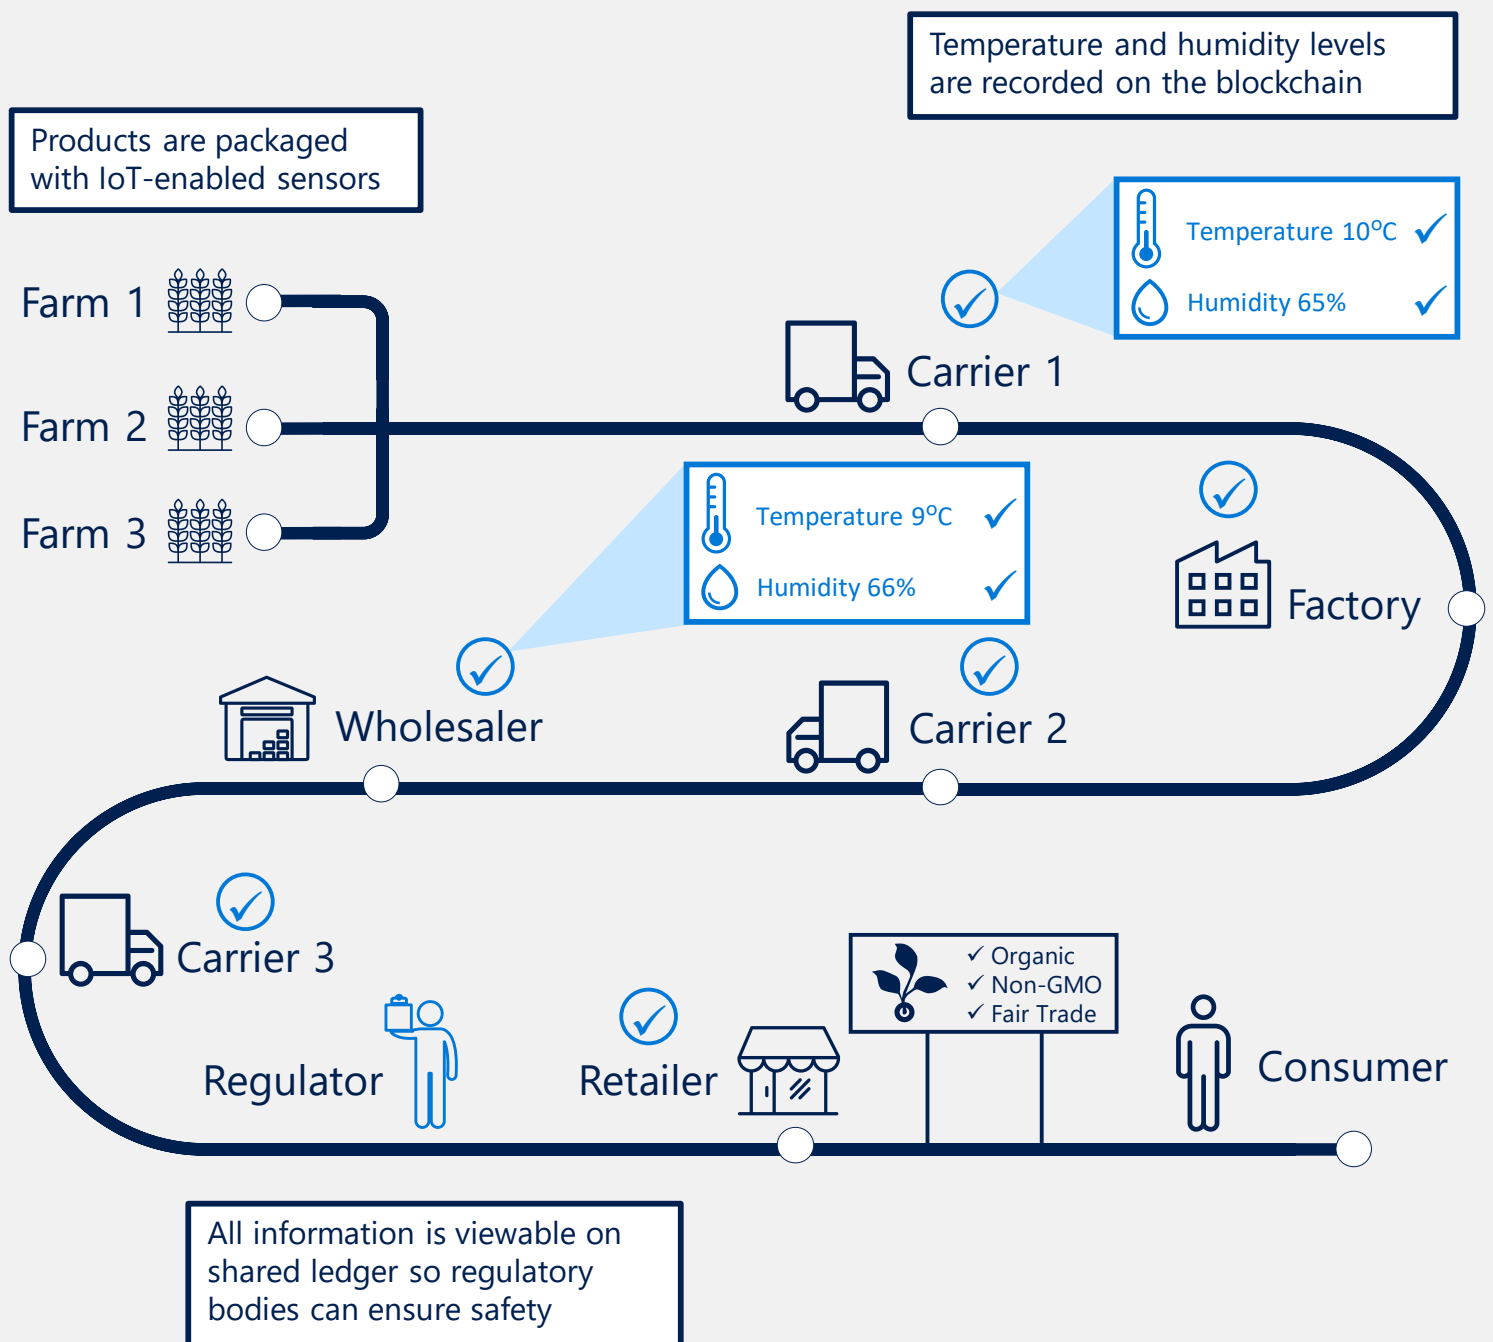 Temperature and humidity levels
are recorded on the blockchain
Products are packaged
with IoT-enabled sensors
Temperature 10°C
Humidity 65%
Farm 1
Carrier 1
Farm 2
Farm 3
Temperature 9°C
Humidity 66%
Factory
Wholesaler
Carrier 2
Carrier 3
Organic
Non-GMO
Fair Trade
Regulator
Retailer
Consumer
All information is viewable on
shared ledger so regulatory
bodies can ensure safety